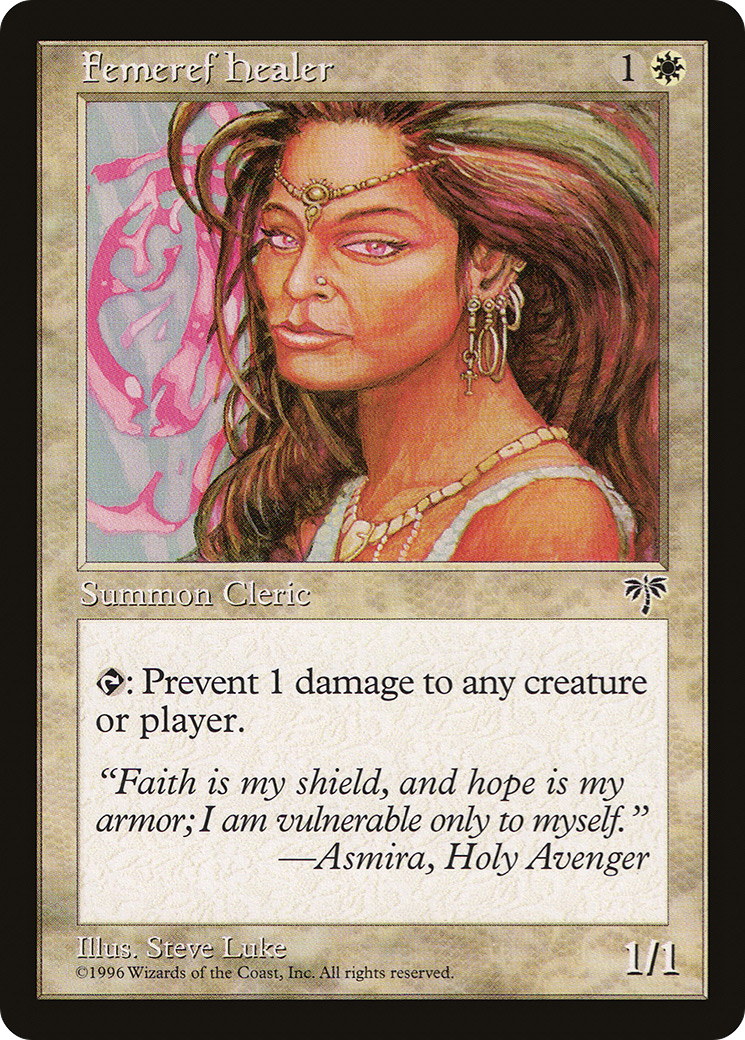 Femeref Healer 1
Summon Cleric
: Prevent 1 damage to any creature
or player.
“Faith is my shield, and hope is my
armor; I am vulnerable only to myself.”
—Asmira, Holy Avenger
Illus. Steve Luke
©1996 Wizards of the Coast, Inc. All rights reserved.
1/1